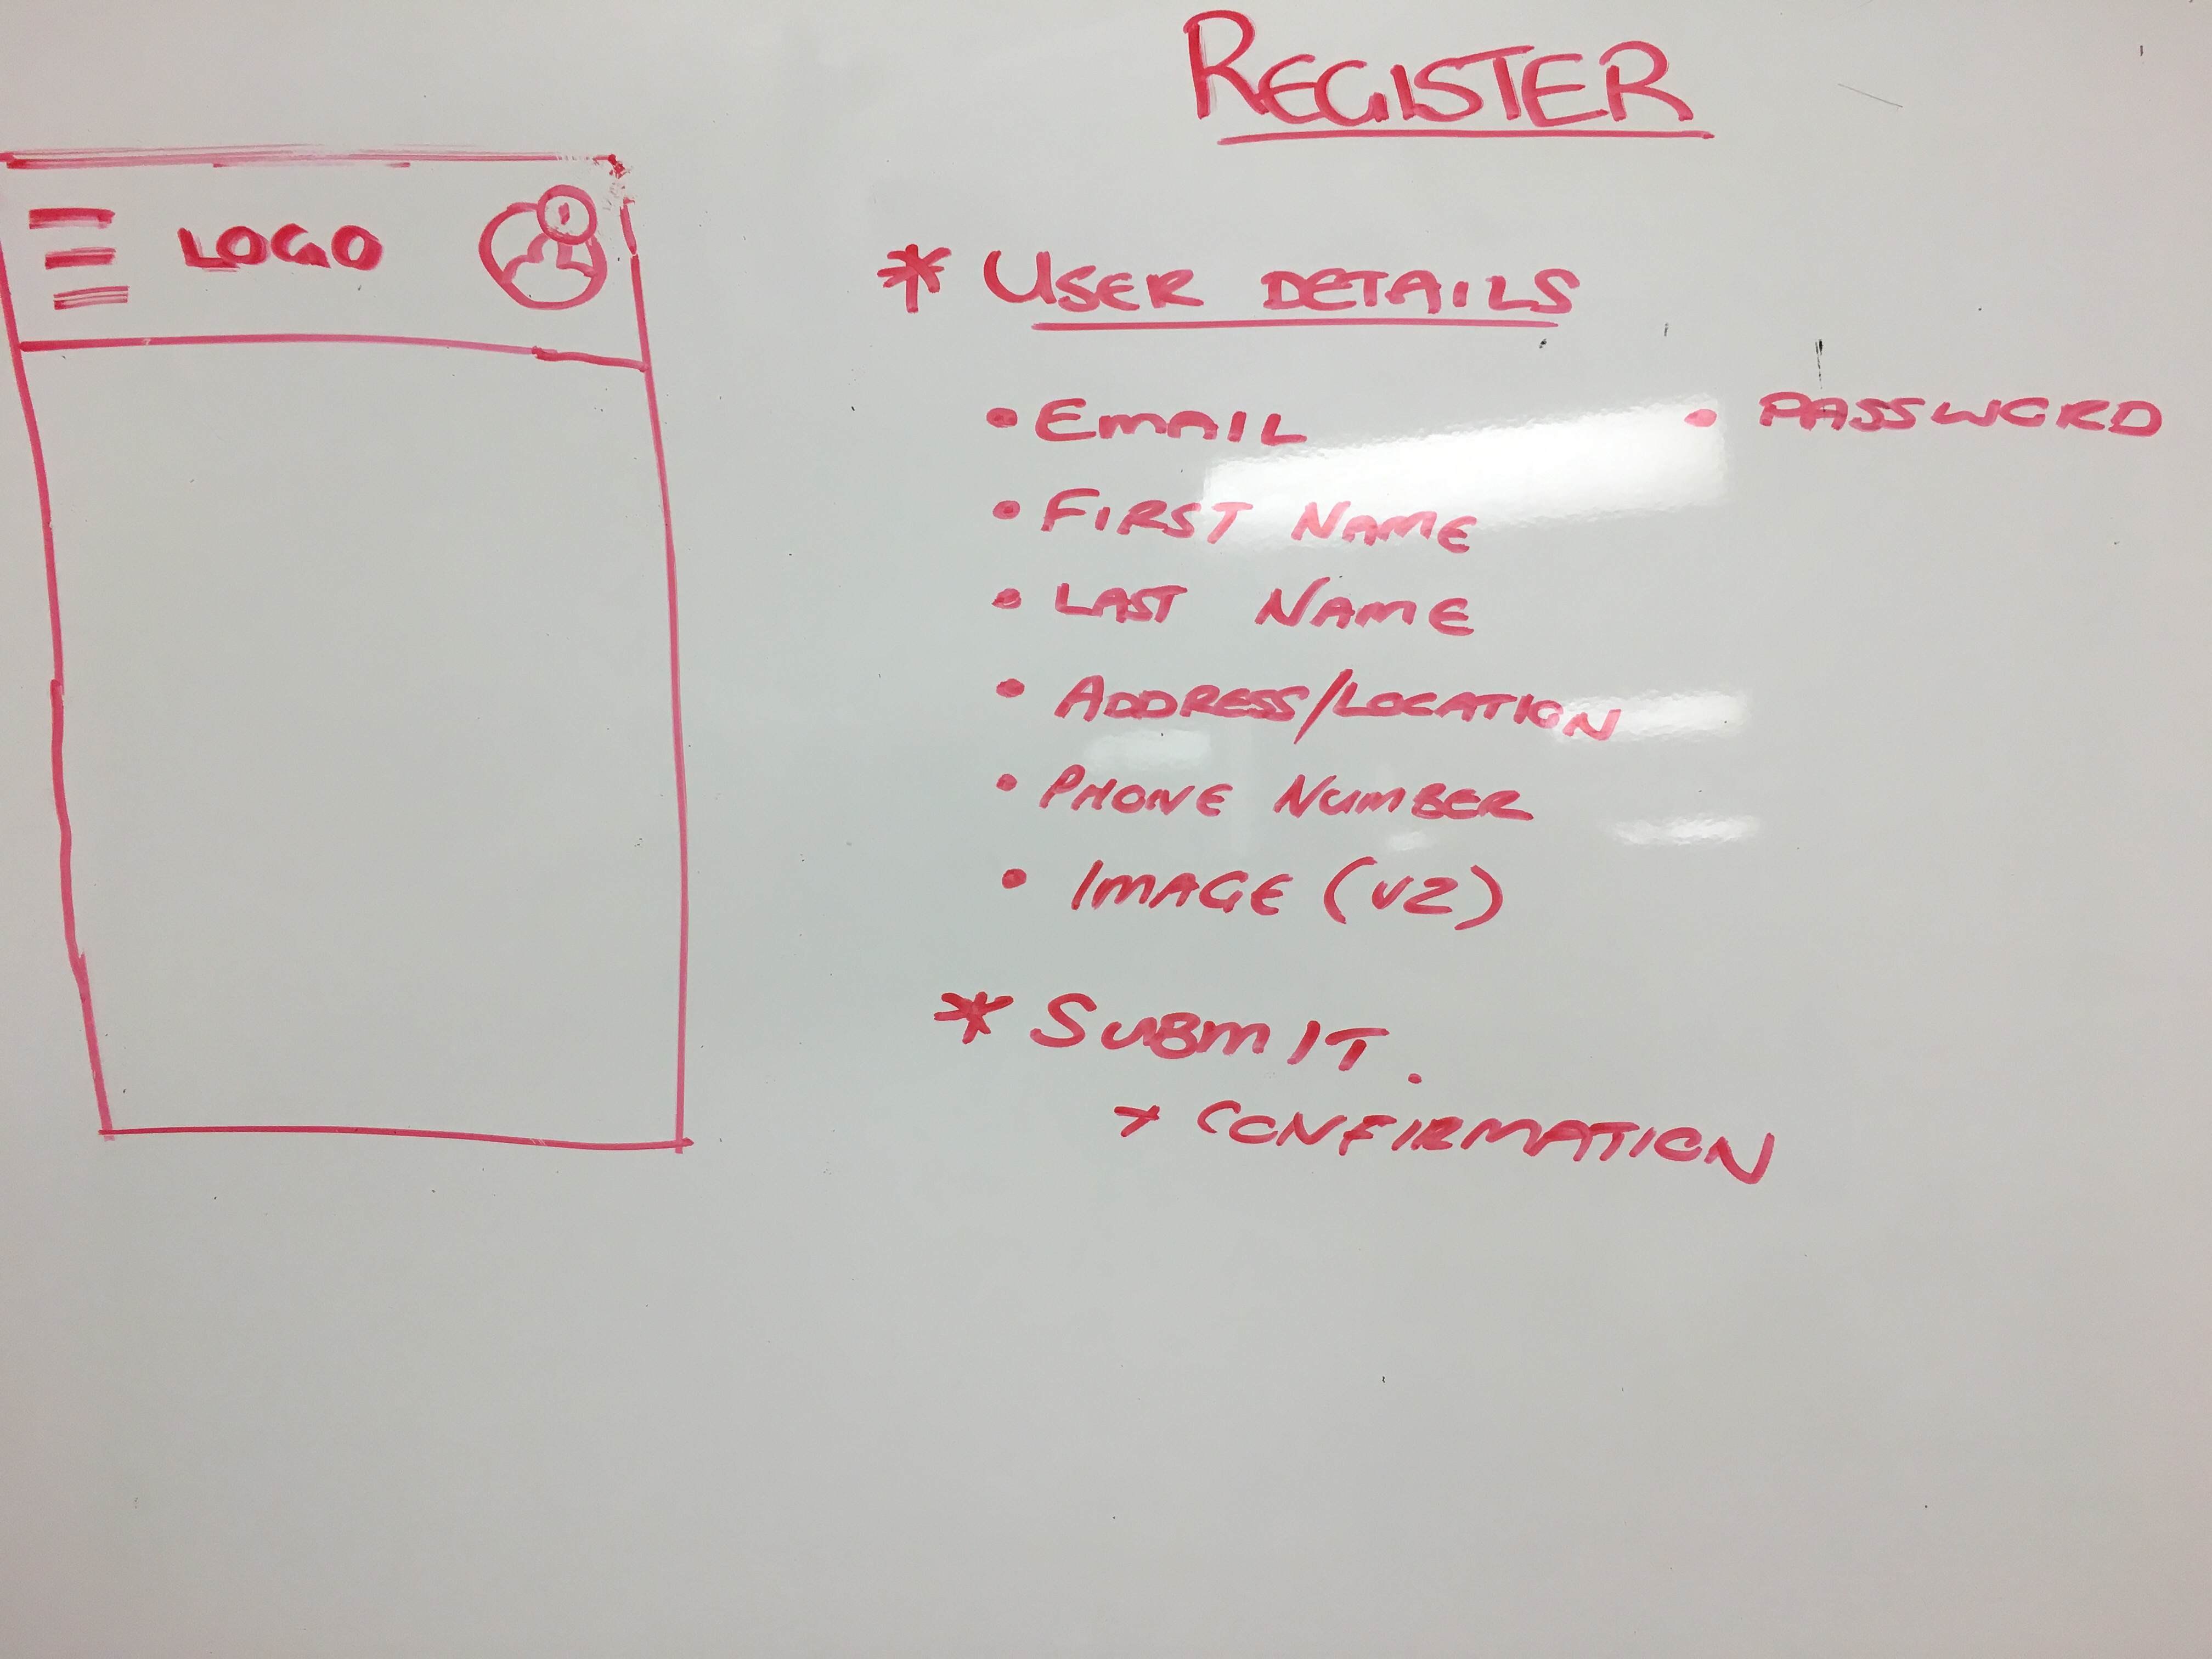 REGISTER
LOGO
* USER DETAILS
• EMAIL
• PASSWORD
• FIRST NAME
• LAST NAME
• ADDRESS/LOCATION
• PHONE NUMBER
• IMAGE (V2)
* SUBMIT.
→ CONFIRMATION